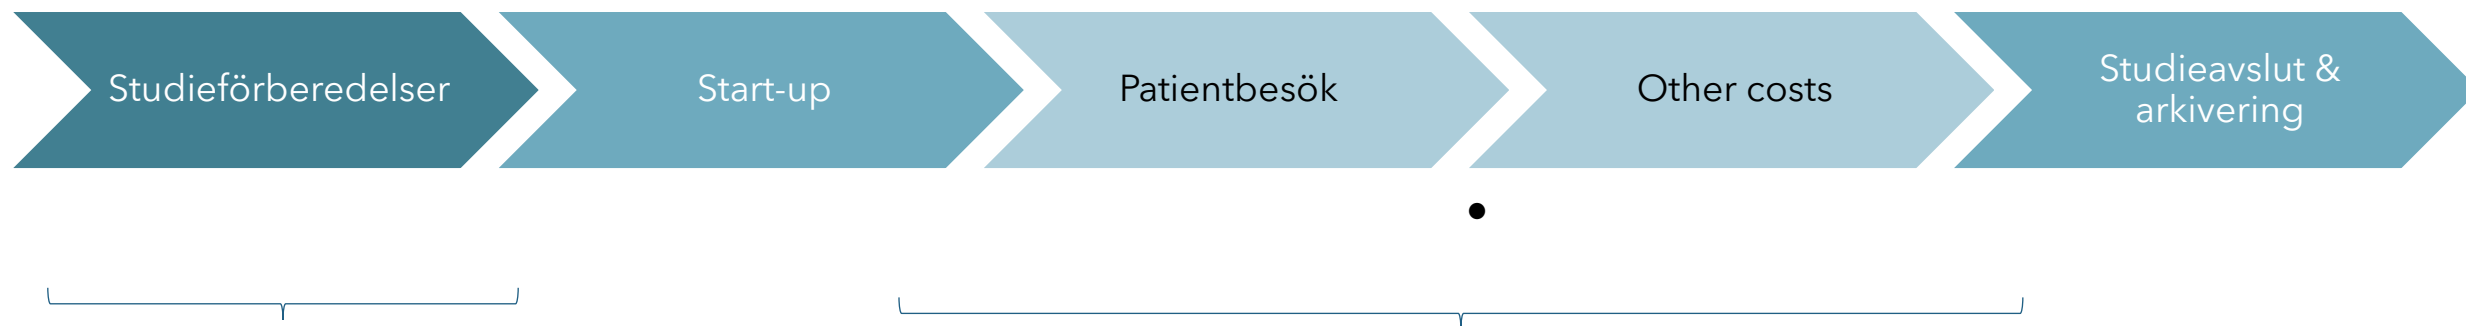 Studieförberedelser
Start-up
Patientbesök
Other costs
Studieavslut &
arkivering
•